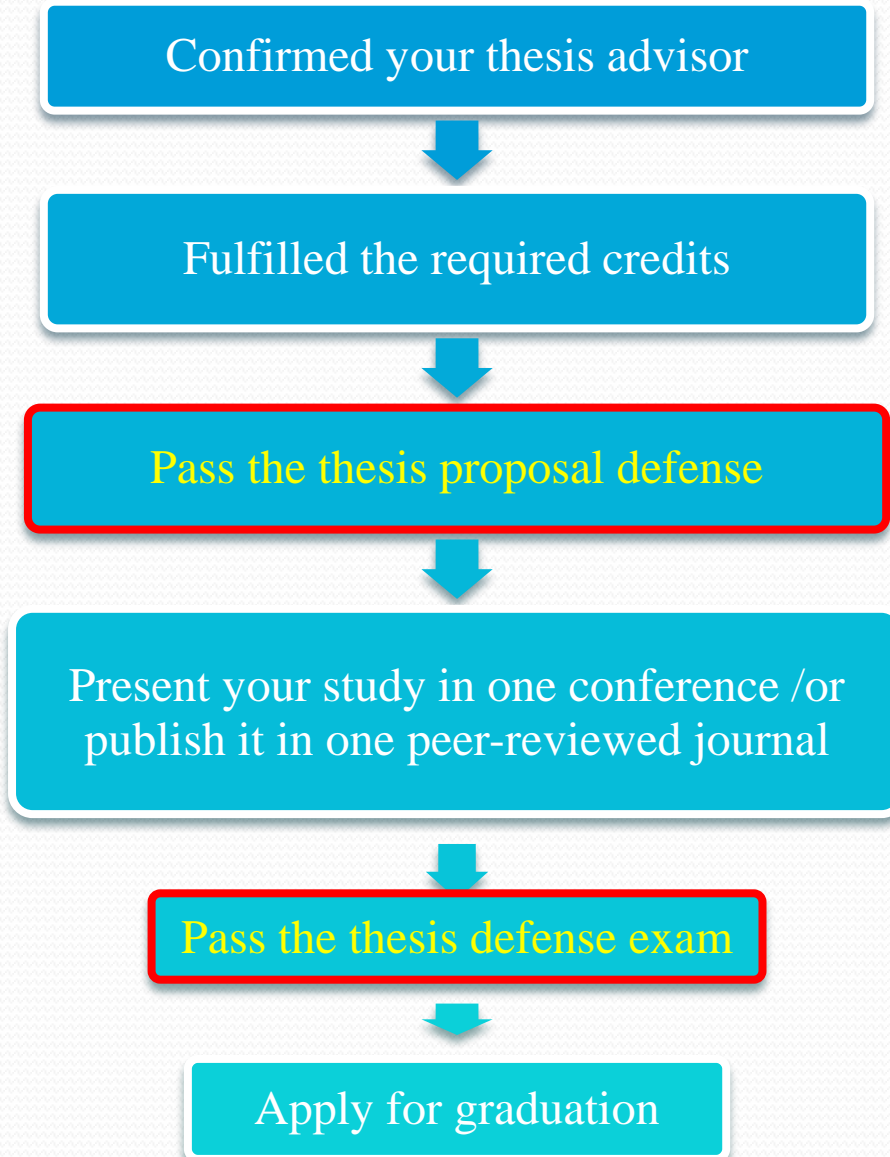 Confirmed your thesis advisor
Fulfilled the required credits
Pass the thesis proposal defense
Present your study in one conference /or
publish it in one peer-reviewed journal
Pass the thesis defense exam
Apply for graduation